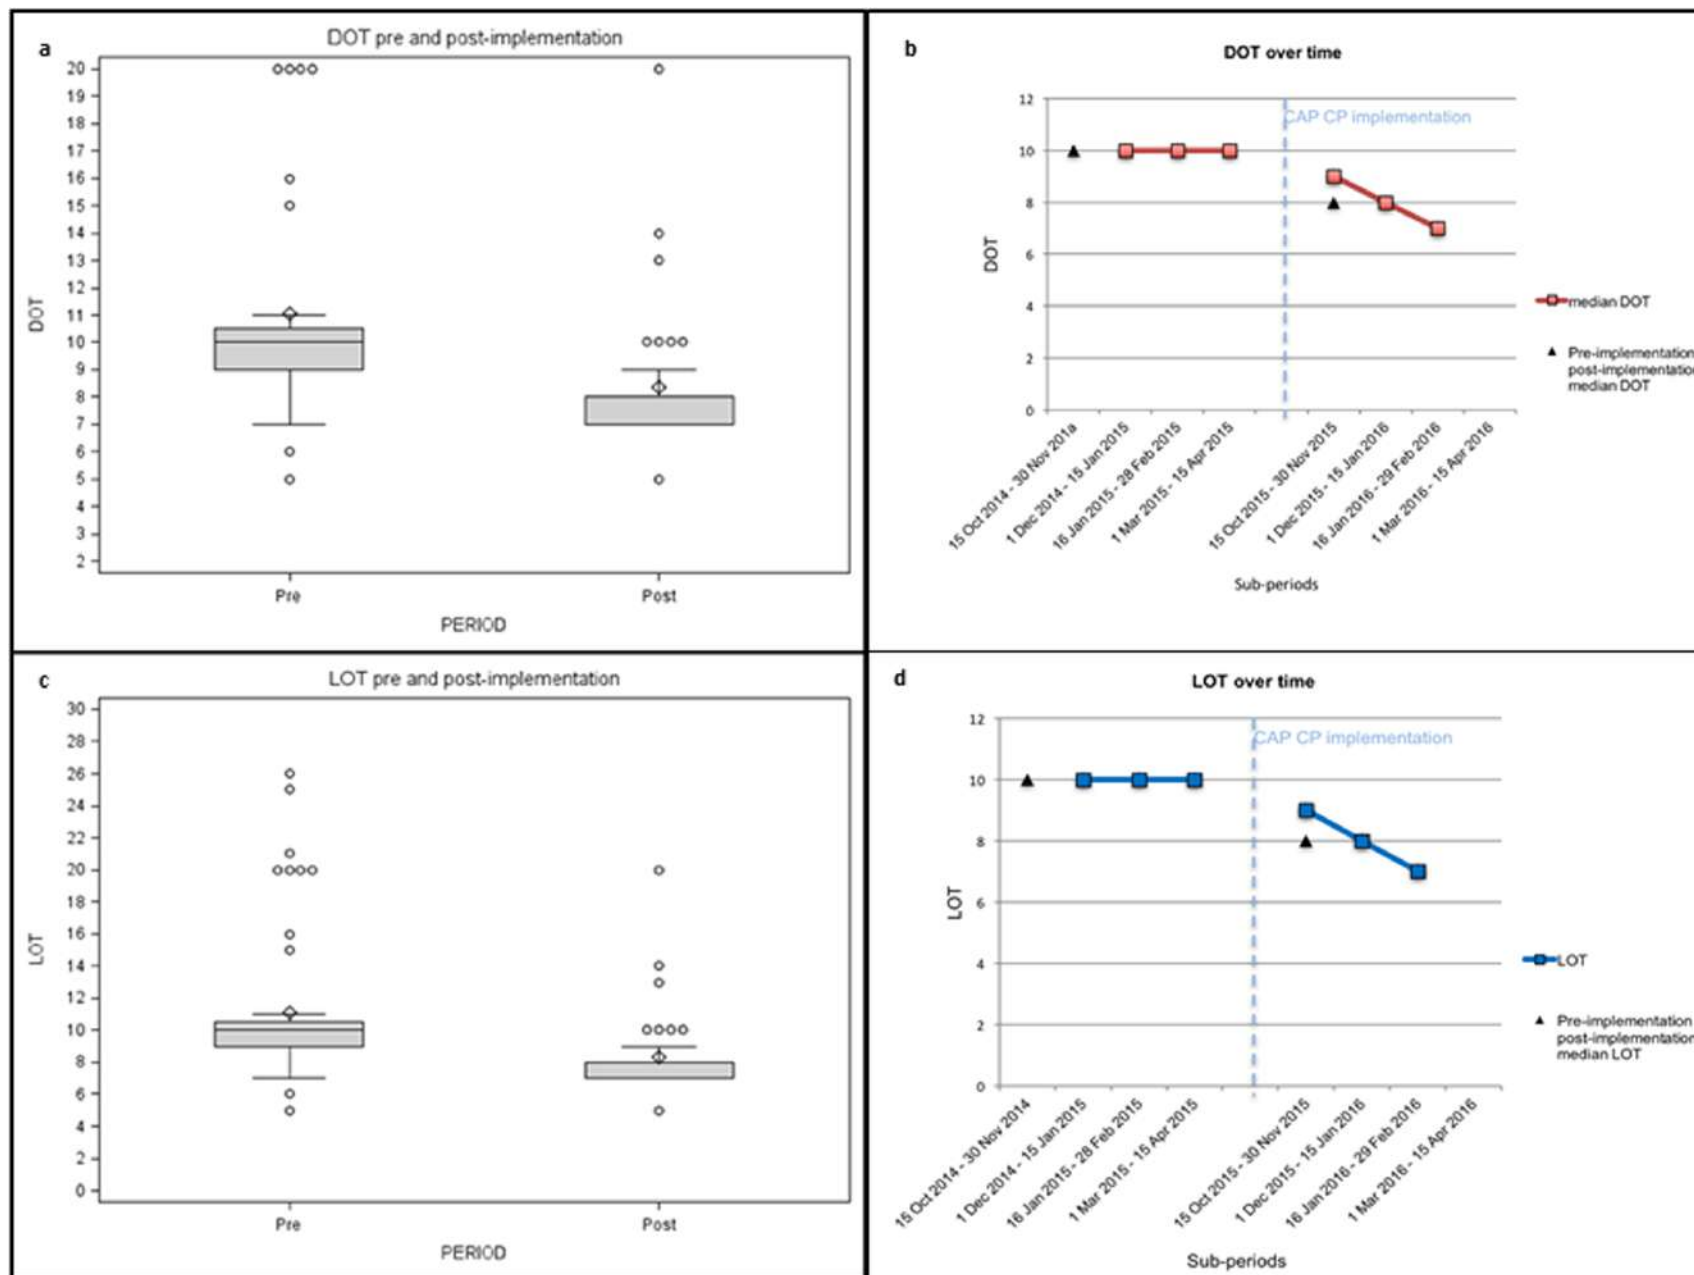 a
DOT pre and post-implementation
20
19
18
17
16
15
14
13
12
11
10
9
8
7
6
5
4
3
2
DOT
Pre
Post
PERIOD
b
DOT over time
CAP CP implementation
12
10
8
6
4
2
0
DOT
15 Oct 2014 - 30 Nov 201a
1 Dec 2014 - 15 Jan 2015
16 Jan 2015 - 28 Feb 2015
1 Mar 2015 - 15 Apr 2015
15 Oct 2015 - 30 Nov 2015
1 Dec 2015 - 15 Jan 2016
16 Jan 2016 - 29 Feb 2016
1 Mar 2016 - 15 Apr 2016
Sub-periods
median DOT
Pre-implementation
post-implementation
median DOT
c
LOT pre and post-implementation
30
28
26
24
22
20
18
16
14
12
10
8
6
4
2
0
LOT
Pre
Post
PERIOD
d
LOT over time
CAP CP implementation
12
10
8
6
4
2
0
LOT
15 Oct 2014 - 30 Nov 2014
1 Dec 2014 - 15 Jan 2015
16 Jan 2015 - 28 Feb 2015
1 Mar 2015 - 15 Apr 2015
15 Oct 2015 - 30 Nov 2015
1 Dec 2015 - 15 Jan 2016
16 Jan 2016 - 29 Feb 2016
1 Mar 2016 - 15 Apr 2016
Sub-periods
LOT
Pre-implementation
post-implementation
median LOT